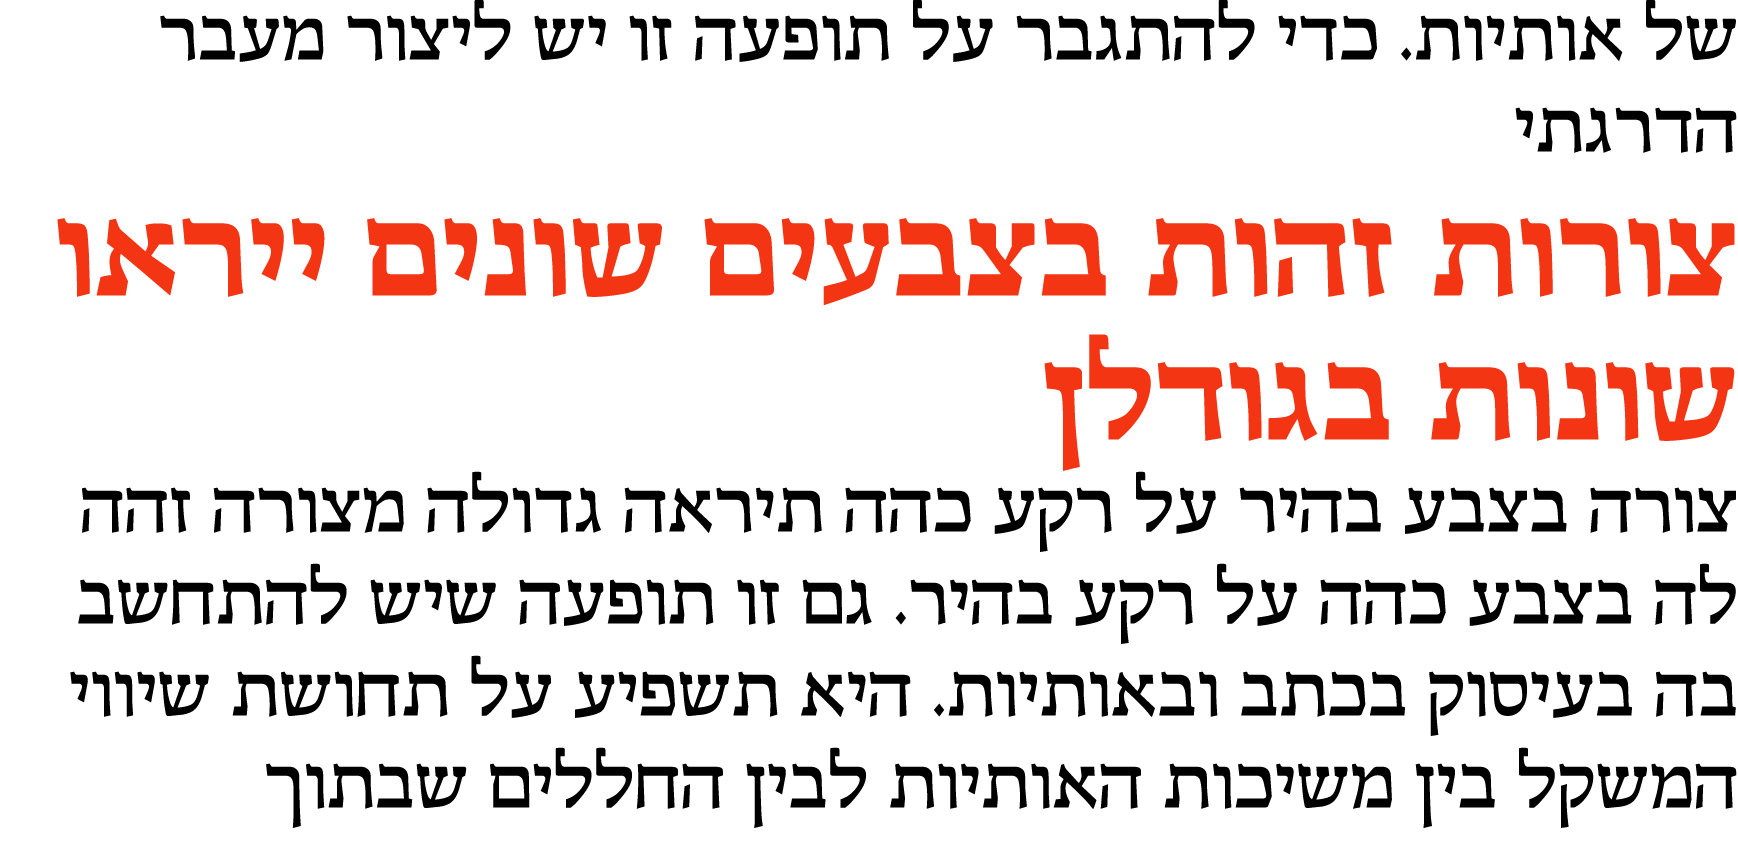 של אותיות. כדי להתגבר על תופעה זו יש ליצור מעבר
הדרגתי
צורות זהות בצבעים שונים ייראו
שונות בגודלן
צורה בצבע בהיר על רקע כהה תיראה גדולה מצורה זהה
לה בצבע כהה על רקע בהיר. גם זו תופעה שיש להתחשב
בה בעיסוק בכתב ובאותיות. היא תשפיע על תחושת שיווי
המשקל בין משיכות האותיות לבין החללים שבתוך